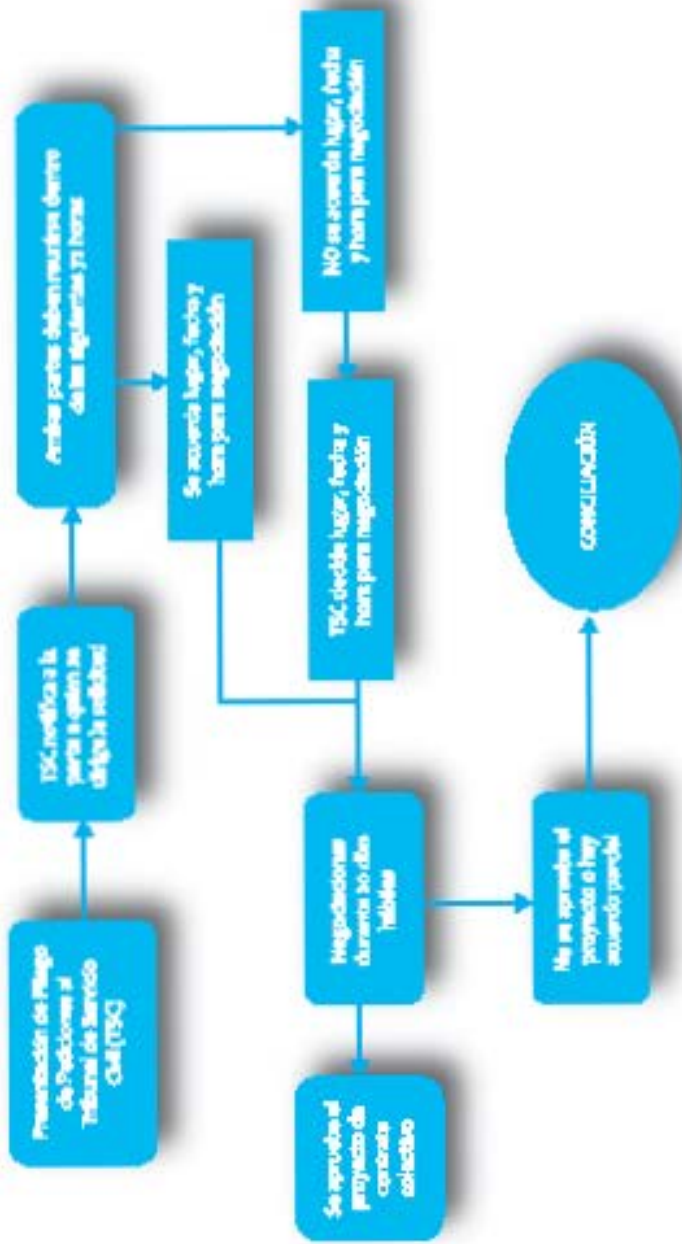 Presentación de Pliego
de Peticiones al
Tribunal de Servicio
Civil (TSC)
TSC notifica a la
parte a quien se
dirige la solicitud
Ambas partes deben reunirse dentro
de las siguientes horas
Se acuerda lugar, fecha y
hora para negociación
NO se acuerda lugar, fecha
y hora para negociación
TSC decide lugar, fecha y
hora para negociación
Negociaciones
durante días
hábiles
Se aprueba el
proyecto de
contrato
colectivo
No se aprueba el
proyecto o hay
acuerdo parcial
CONCILIACIÓN